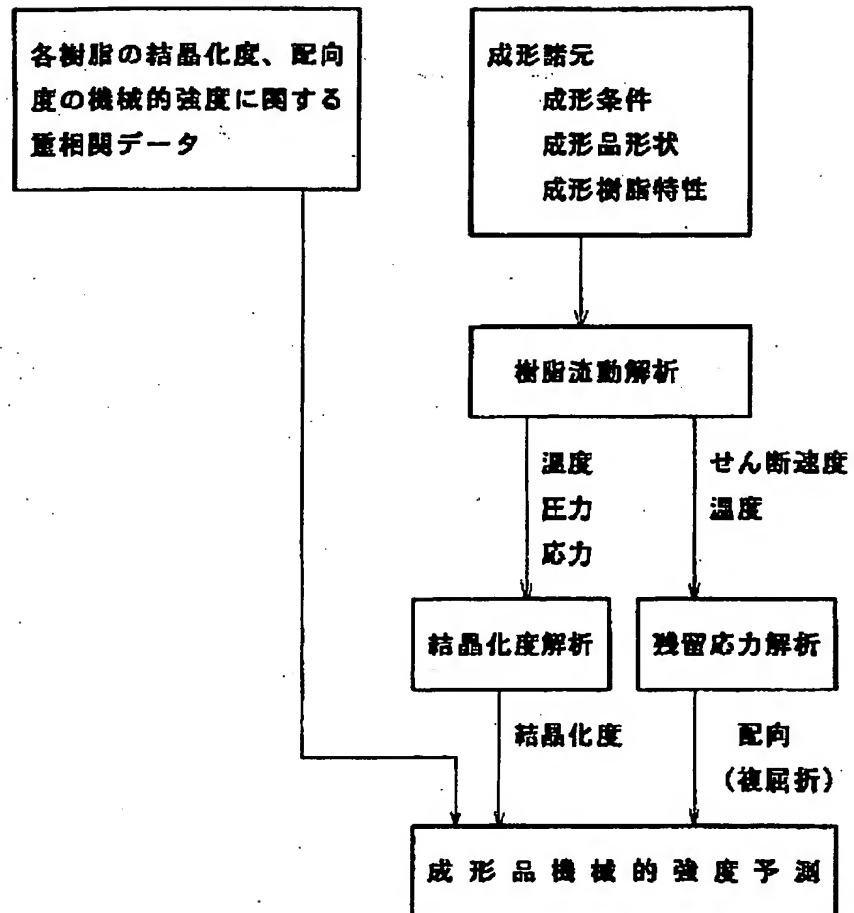 各樹脂の結晶化度、配向
度の機械的強度に関する
重相関データ
成形諸元
成形条件
成形品形状
成形樹脂特性
樹脂流動解析
温度
圧力
応力
せん断速度
温度
結晶化度解析
残留応力解析
結晶化度
配向
（複屈折）
成形品機械的強度予測